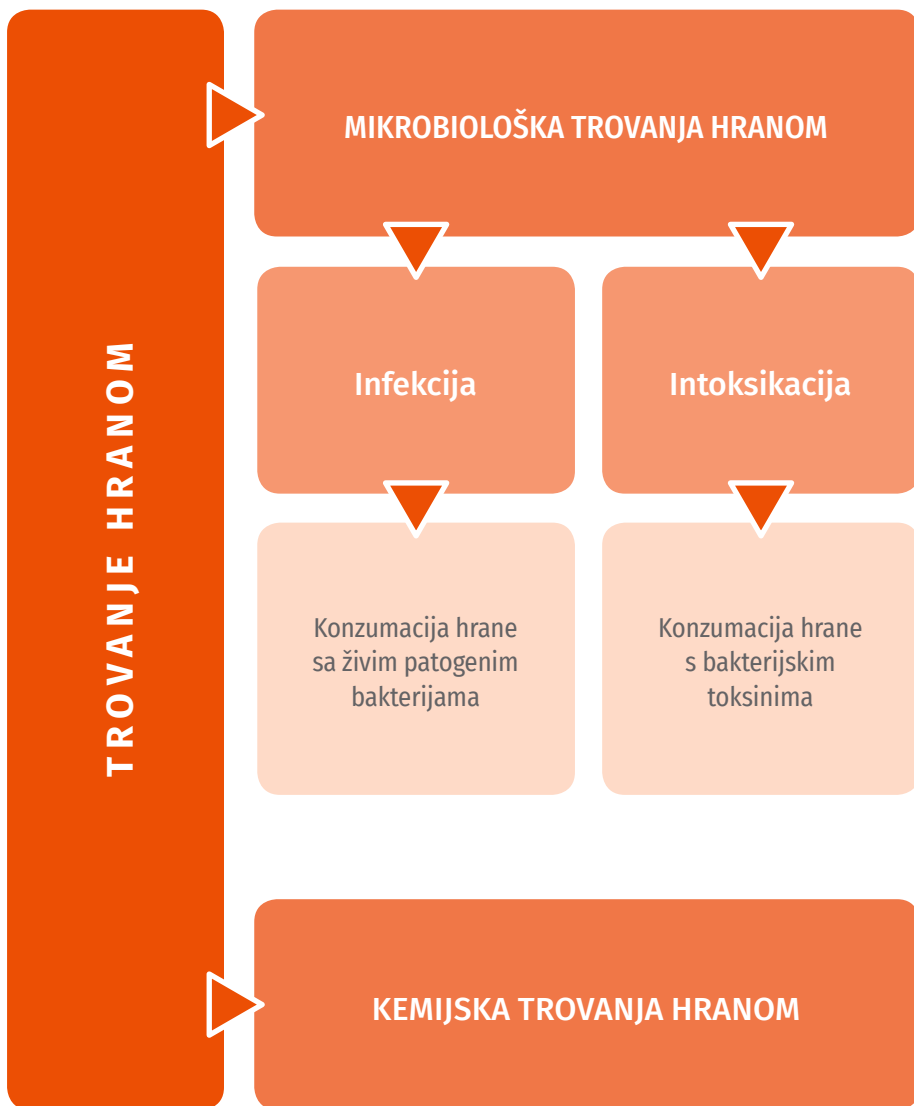 TROVANJE HRANOM
MIKROBIOLOŠKA TROVANJA HRANOM
Infekcija
Intoksikacija
Konzumacija hrane
sa živim patogenim
bakterijama
Konzumacija hrane
s bakterijskim
toksinima
KEMIJSKA TROVANJA HRANOM